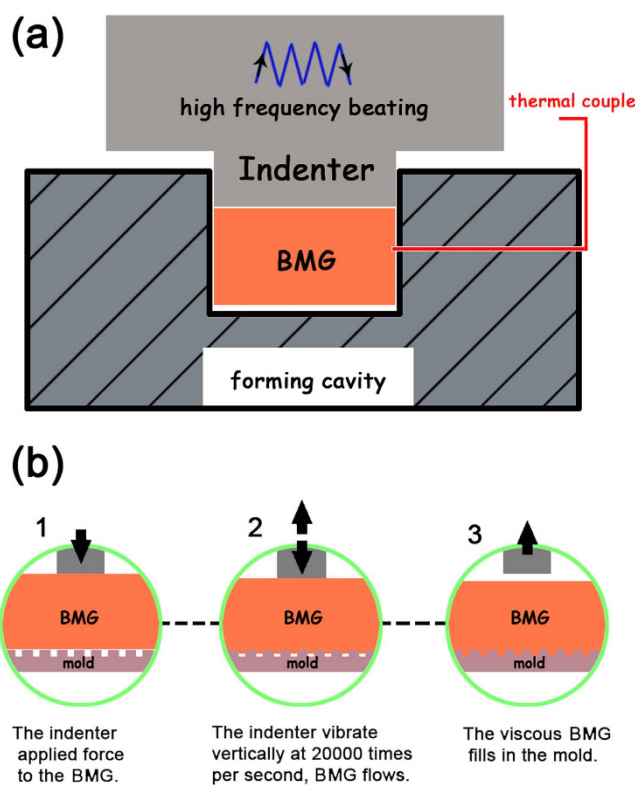 (a)
high frequency beating
thermal couple
Indenter
BMG
forming cavity
(b)
1
2
3
BMG
BMG
BMG
mold
mold
mold
The indenter
applied force
to the BMG.
The indenter vibrate
vertically at 20000 times
per second, BMG flows.
The viscous BMG
fills in the mold.